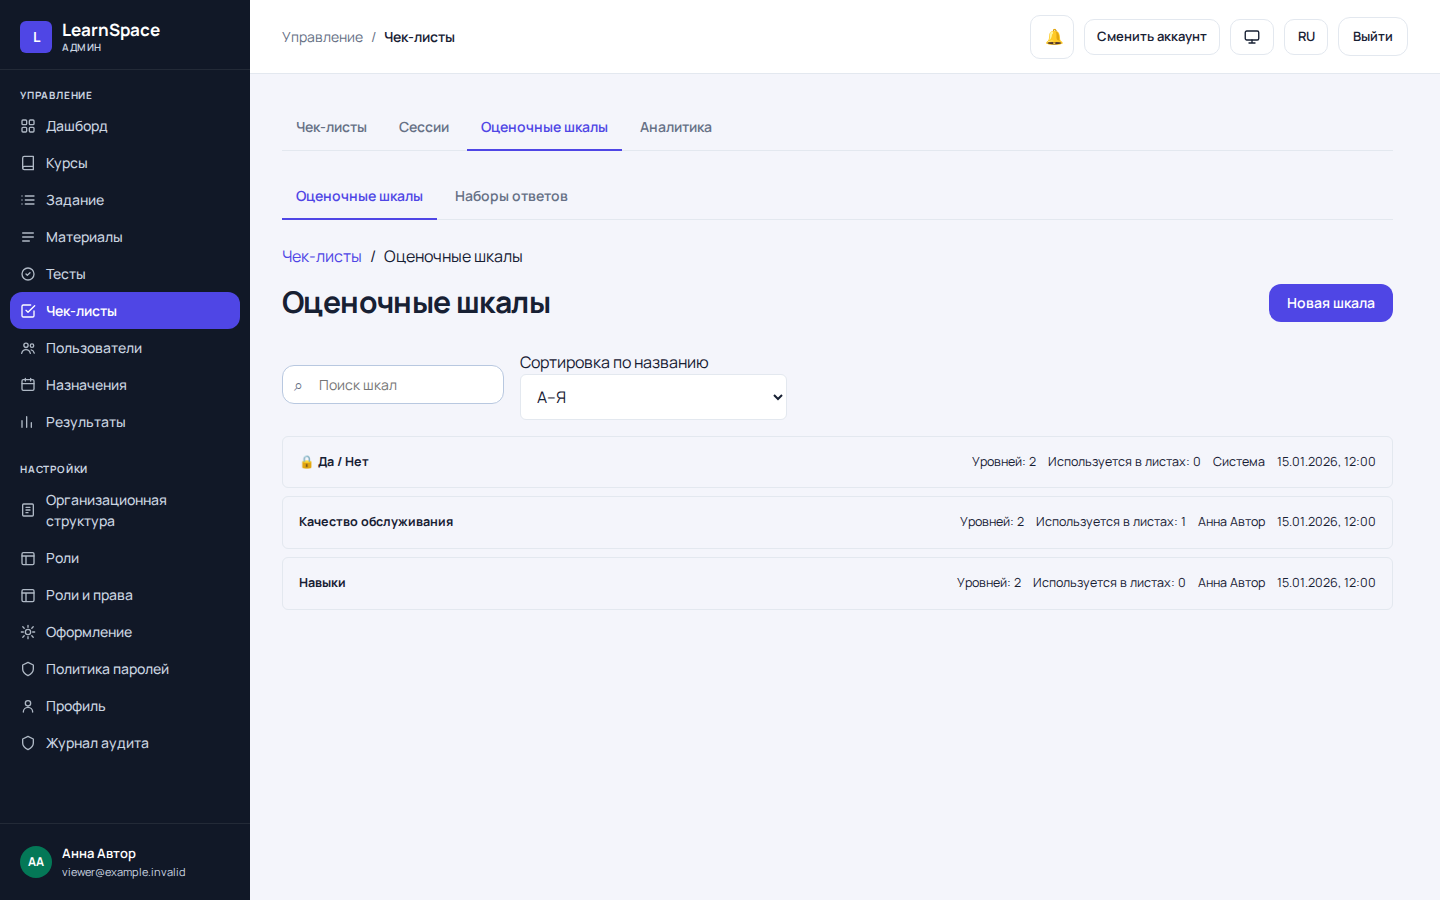 L
LearnSpace
АДМИН
УПРАВЛЕНИЕ
Дашборд
Курсы
Задание
Материалы
Тесты
Чек-листы
Пользователи
Назначения
Результаты
НАСТРОЙКИ
Организационная
структура
Роли
Роли и права
Оформление
Политика паролей
Профиль
Журнал аудита
АА
Анна Автор
viewer@example.invalid
Управление / Чек-листы
Сменить аккаунт
RU
Выйти
Чек-листы Сессии Оценочные шкалы Аналитика
Оценочные шкалы Наборы ответов
Чек-листы / Оценочные шкалы
Оценочные шкалы
Новая шкала
Поиск шкал
Сортировка по названию
А–Я
Да / Нет Уровней: 2 Используется в листах: 0 Система 15.01.2026, 12:00
Качество обслуживания Уровней: 2 Используется в листах: 1 Анна Автор 15.01.2026, 12:00
Навыки Уровней: 2 Используется в листах: 0 Анна Автор 15.01.2026, 12:00